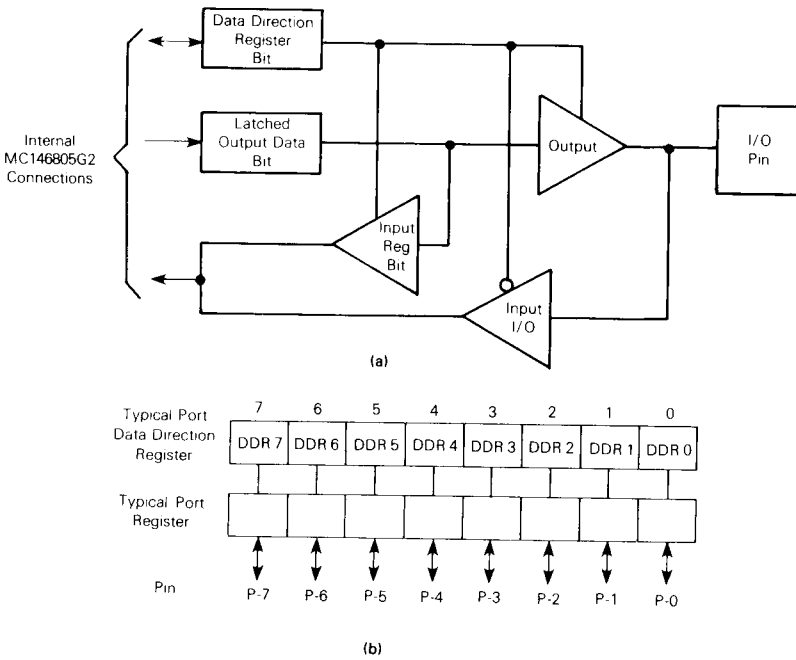 Data Direction
Register
Bit
Internal
MC146805G2
Connections
Latched
Output Data
Bit
Output
I/O
Pin
Input
Reg
Bit
Input
I/O
(a)
Typical Port
Data Direction
Register
7 6 5 4 3 2 1 0
DDR 7 DDR 6 DDR 5 DDR 4 DDR 3 DDR 2 DDR 1 DDR 0
Typical Port
Register
Pin P-7 P-6 P-5 P-4 P-3 P-2 P-1 P-0
(b)